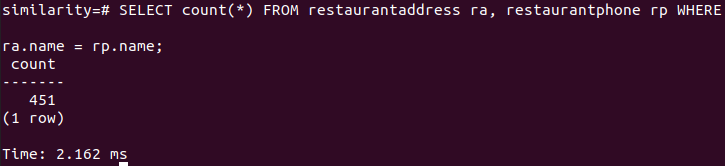 similarity=# SELECT count(*) FROM restaurantaddress ra, restaurantphone rp WHERE
ra.name = rp.name;
count
-------
451
(1 row)
Time: 2.162 ms